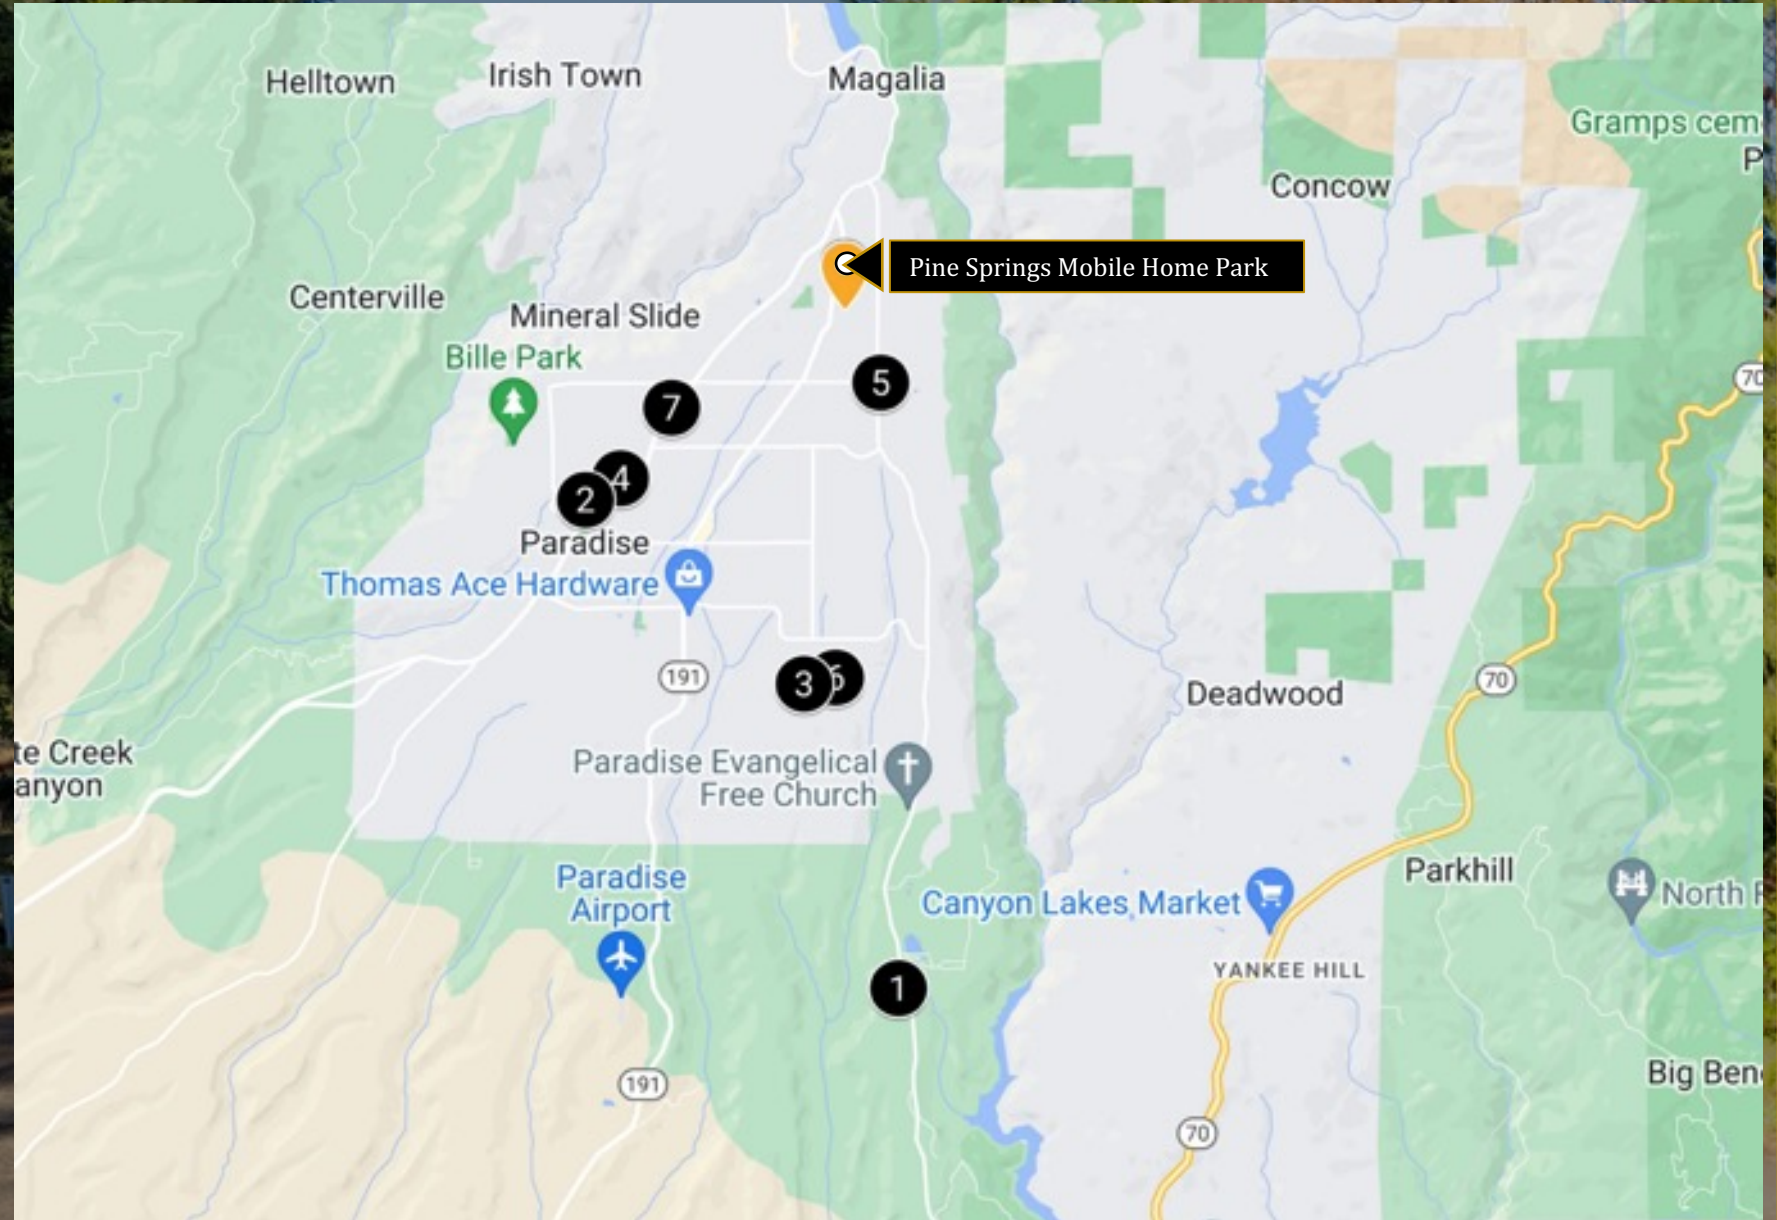 Helltown
Irish Town
Magalia
Gramps cem
P
Concow
Pine Springs Mobile Home Park
Centerville
Mineral Slide
Bille Park
70
5
7
4
2
Paradise
Thomas Ace Hardware
191
3
6
70
Deadwood
te Creek
anyon
Paradise Evangelical
Free Church
Paradise
Airport
Canyon Lakes Market
Parkhill
North F
YANKEE HILL
1
191
Big Ben
70